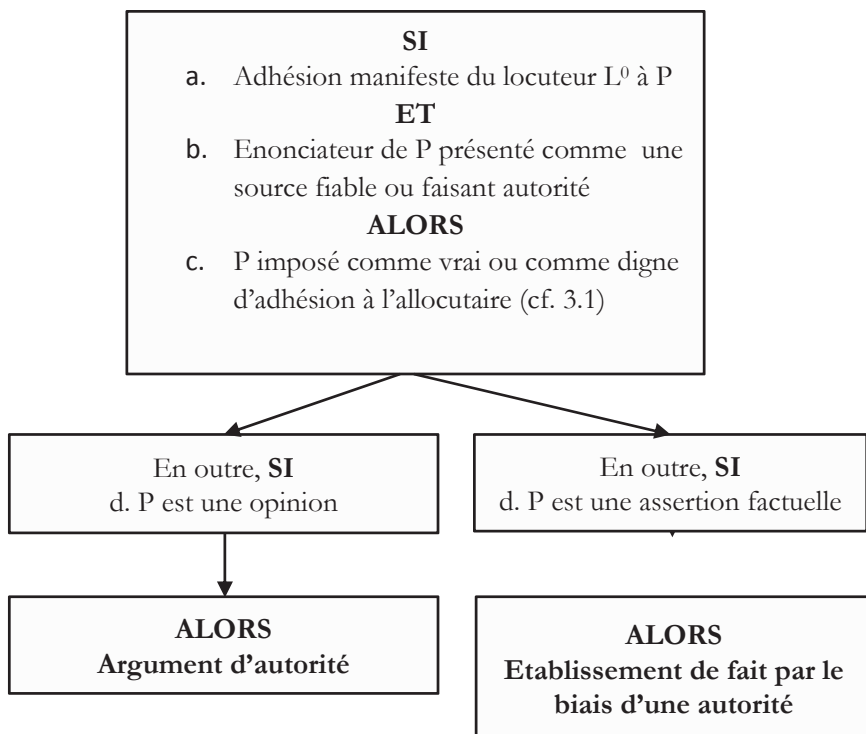 SI
a. Adhésion manifeste du locuteur L⁰ à P
ET
b. Enonciateur de P présenté comme une
source fiable ou faisant autorité
ALORS
c. P imposé comme vrai ou comme digne
d’adhésion à l’allocutaire (cf. 3.1)
En outre, SI
d. P est une opinion
En outre, SI
d. P est une assertion factuelle
ALORS
Argument d’autorité
ALORS
Etablissement de fait par le
biais d’une autorité